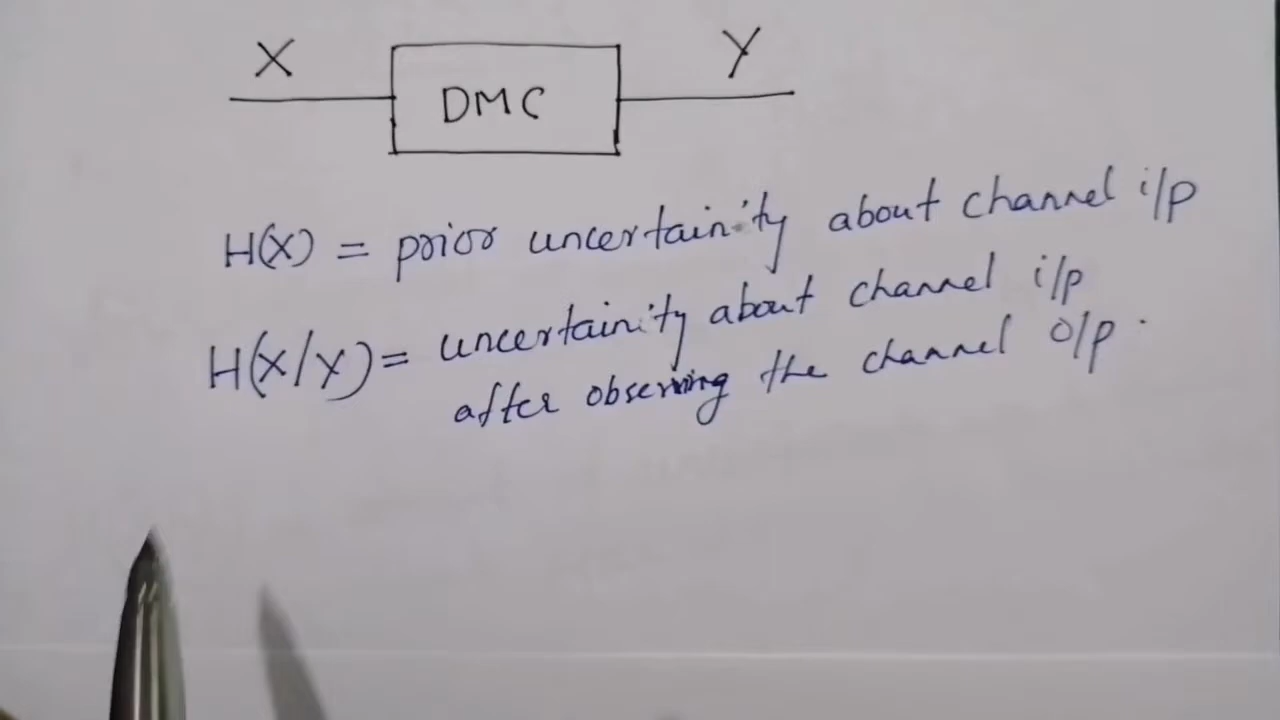 X DMC Y
H(X) = prior uncertainity about channel i/p
H(X/Y) = uncertainity about channel i/p
after observing the channel o/p.